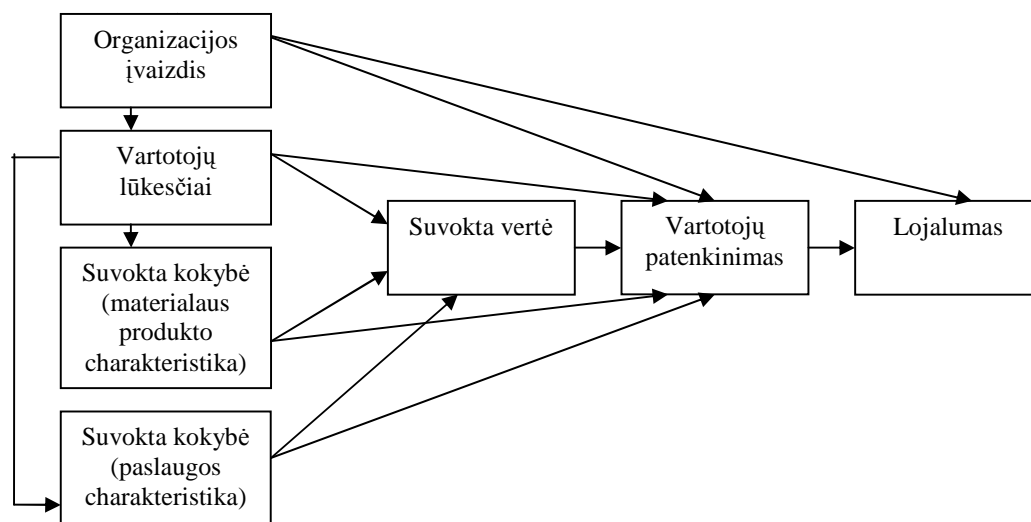 Organizacijos
įvaizdis
Vartotojų
lūkesčiai
Suvokta vertė
Vartotojų
patenkinimas
Lojalumas
Suvokta kokybė
(materialaus
produkto
charakteristika)
Suvokta kokybė
(paslaugos
charakteristika)